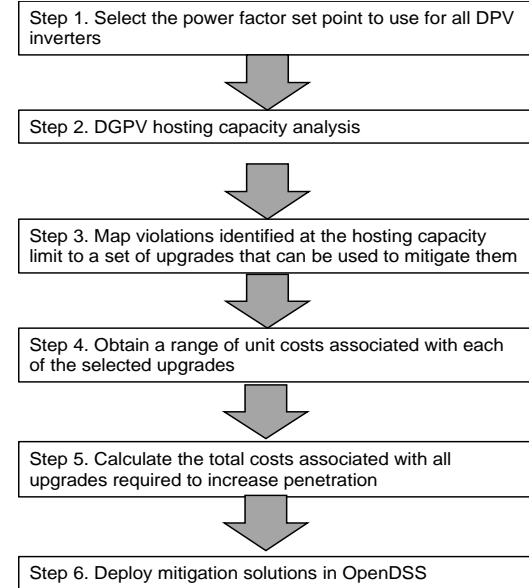 Step 1. Select the power factor set point to use for all DPV
inverters
Step 2. DGPV hosting capacity analysis
Step 3. Map violations identified at the hosting capacity
limit to a set of upgrades that can be used to mitigate them
Step 4. Obtain a range of unit costs associated with each
of the selected upgrades
Step 5. Calculate the total costs associated with all
upgrades required to increase penetration
Step 6. Deploy mitigation solutions in OpenDSS